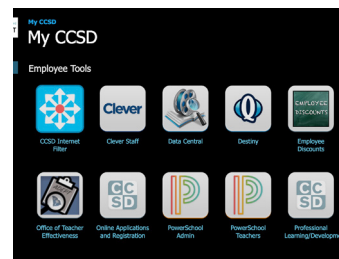 T
My CCSD
My CCSD
Employee Tools
Clever
EMPLOYEE
DISCOUNTS
CCSD Internet
Filter
Clever Staff
Data Central
Destiny
Employee
Discounts
CC
SD
CC
SD
Office of Teacher
Effectiveness
Online Applications
and Registration
PowerSchool
Admin
PowerSchool
Teachers
Professional
Learning/Developme